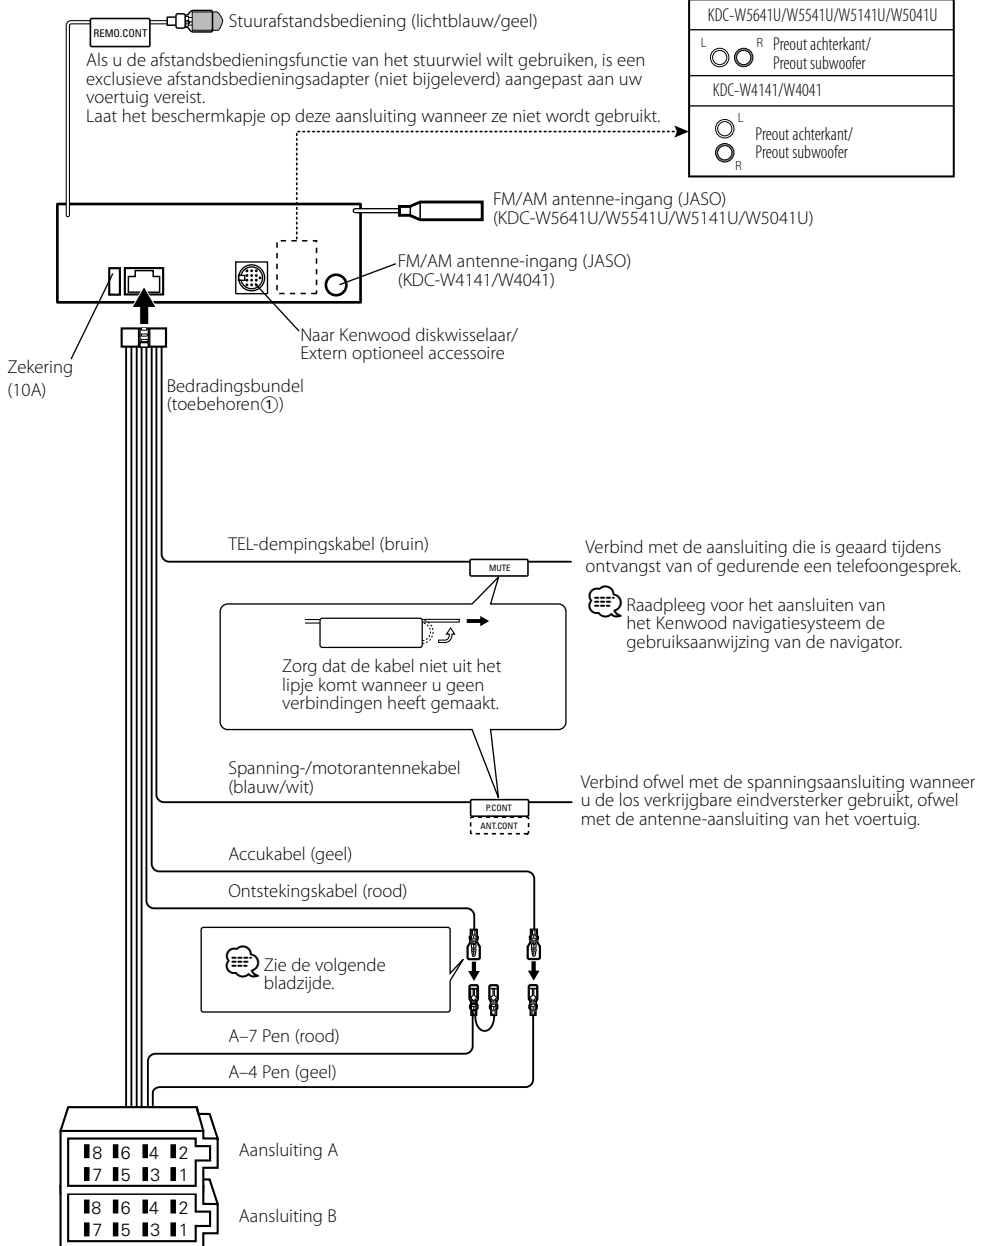 REMO.CONT
Stuurafstandsbediening (lichtblauw/geel)
Als u de afstandsbedieningsfunctie van het stuurwiel wilt gebruiken, is een
exclusieve afstandsbedieningsadapter (niet bijgeleverd) aangepast aan uw
voertuig vereist.
Laat het beschermkapje op deze aansluiting wanneer ze niet wordt gebruikt.
KDC-W5641U/W5541U/W5141U/W5041U
L R Preout achterkant/
Preout subwoofer
KDC-W4141/W4041
L
Preout achterkant/
Preout subwoofer
R
FM/AM antenne-ingang (JASO)
(KDC-W5641U/W5541U/W5141U/W5041U)
FM/AM antenne-ingang (JASO)
(KDC-W4141/W4041)
Naar Kenwood diskwisselaar/
Extern optioneel accessoire
Zekering
(10A)
Bedradingsbundel
(toebehoren①)
TEL-dempingskabel (bruin)
MUTE
Verbind met de aansluiting die is geaard tijdens
ontvangst van of gedurende een telefoongesprek.
Raadpleeg voor het aansluiten van
het Kenwood navigatiesysteem de
gebruiksaanwijzing van de navigator.
Zorg dat de kabel niet uit het
lipje komt wanneer u geen
verbindingen heeft gemaakt.
Spanning-/motorantennekabel
(blauw/wit)
P.CONT
ANT.CONT
Verbind ofwel met de spanningsaansluiting wanneer
u de los verkrijgbare eindversterker gebruikt, ofwel
met de antenne-aansluiting van het voertuig.
Accukabel (geel)
Ontstekingskabel (rood)
Zie de volgende
bladzijde.
A–7 Pen (rood)
A–4 Pen (geel)
8 6 4 2
7 5 3 1
Aansluiting A
8 6 4 2
7 5 3 1
Aansluiting B